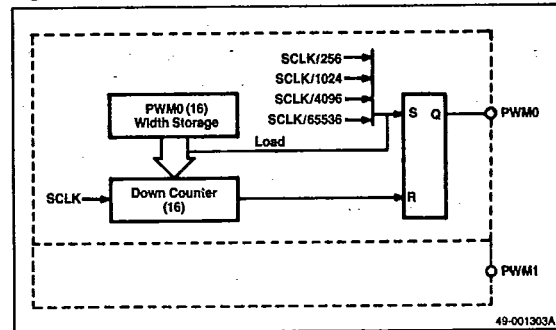 SCLK/256
SCLK/1024
SCLK/4096
SCLK/65536
PWM0 (16)
Width Storage
Load
S Q
PWM0
SCLK
Down Counter
(16)
R
PWM1
49-001303A